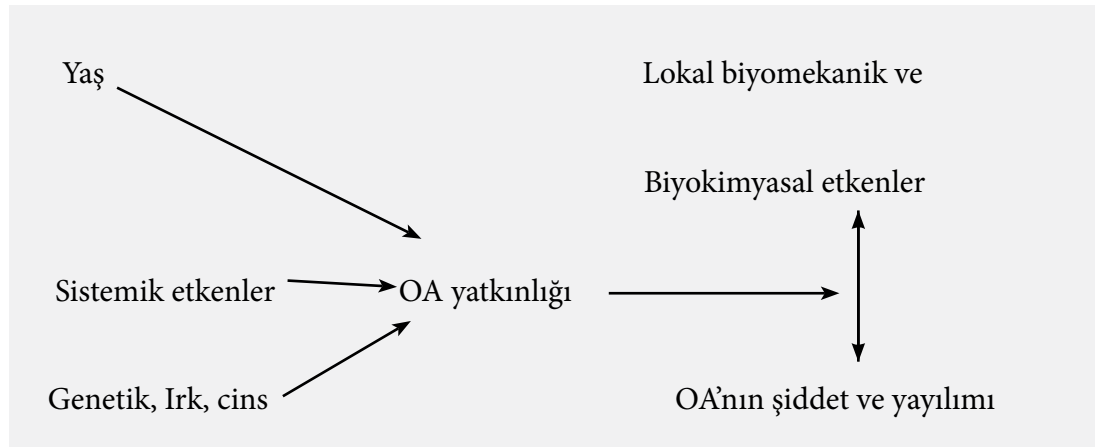 Yaş
Lokal biyomekanik ve
Biyokimyasal etkenler
Sistemik etkenler
OA yatkınlığı
Genetik, Irk, cins
OA'nın şiddet ve yayılımı